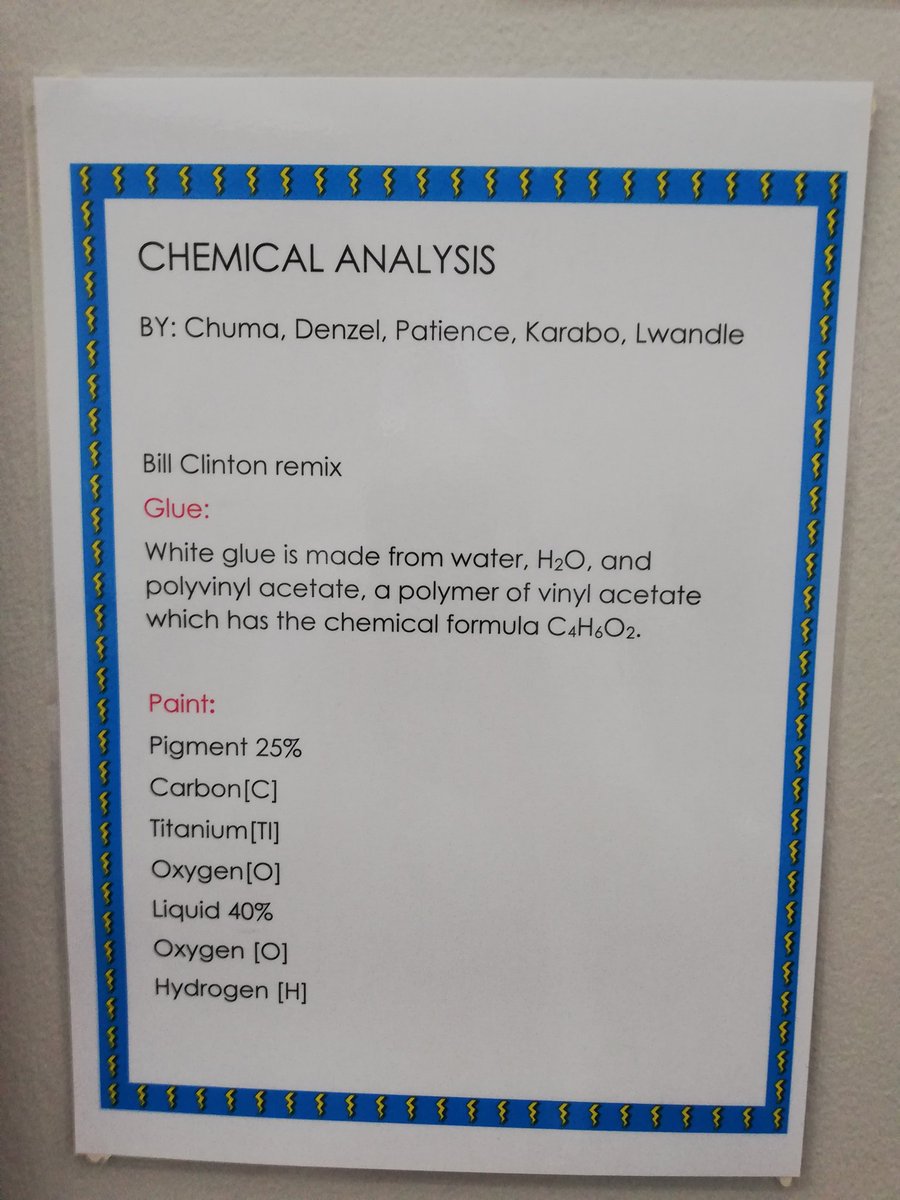 CHEMICAL ANALYSIS
BY: Chuma, Denzel, Patience, Karabo, Lwandle
Bill Clinton remix
Glue:
White glue is made from water, H₂O, and
polyvinyl acetate, a polymer of vinyl acetate
which has the chemical formula C₄H₆O₂.
Paint:
Pigment 25%
Carbon[C]
Titanium[TI]
Oxygen[O]
Liquid 40%
Oxygen [O]
Hydrogen [H]